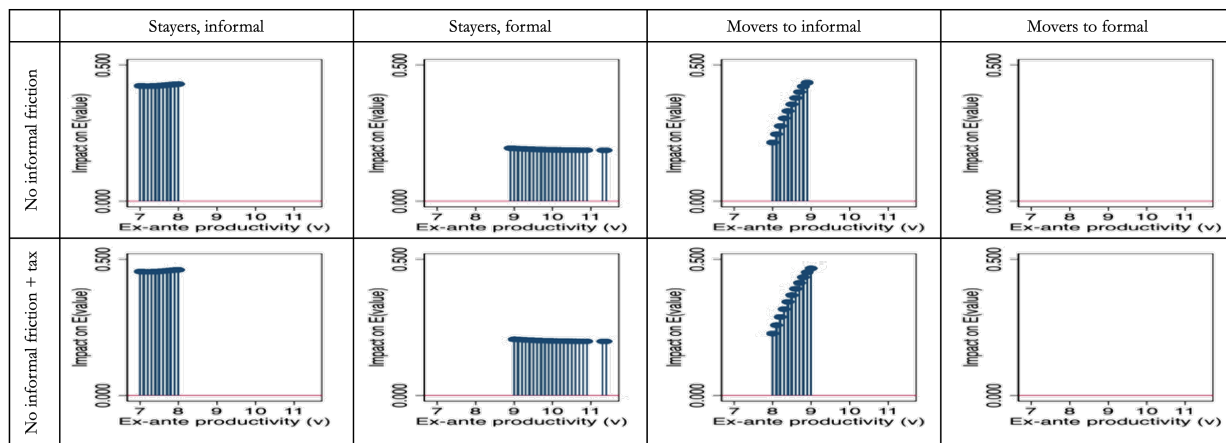 Stayers, informal
Stayers, formal
Movers to informal
Movers to formal
No informal friction
Impact on E(value)
0.500
0.000
7 8 9 10 11
Ex-ante productivity (v)
Impact on E(value)
0.500
0.000
7 8 9 10 11
Ex-ante productivity (v)
Impact on E(value)
0.500
0.000
7 8 9 10 11
Ex-ante productivity (v)
Impact on E(value)
0.500
0.000
7 8 9 10 11
Ex-ante productivity (v)
No informal friction + tax
Impact on E(value)
0.500
0.000
7 8 9 10 11
Ex-ante productivity (v)
Impact on E(value)
0.500
0.000
7 8 9 10 11
Ex-ante productivity (v)
Impact on E(value)
0.500
0.000
7 8 9 10 11
Ex-ante productivity (v)
Impact on E(value)
0.500
0.000
7 8 9 10 11
Ex-ante productivity (v)